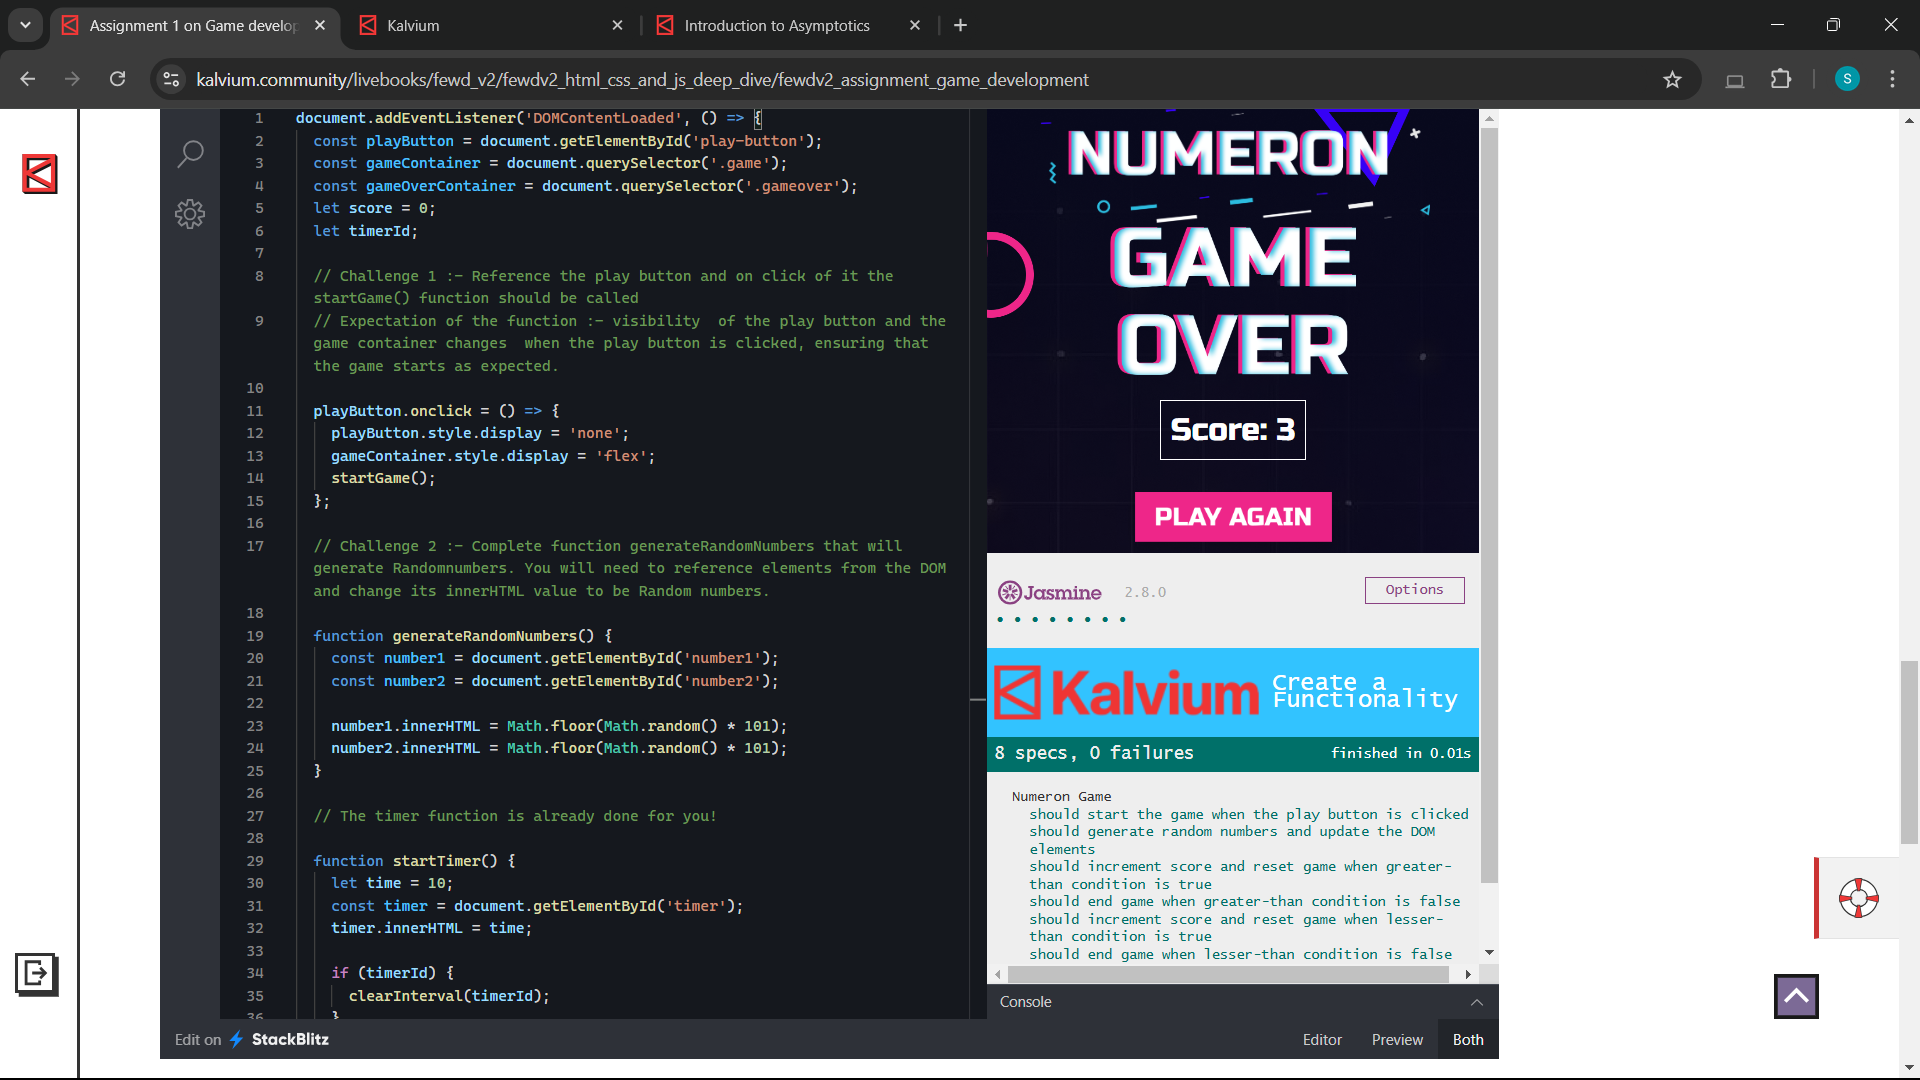 Assignment 1 on Game develop
Kalvium
Introduction to Asymptotics
kalvium.community/livebooks/fewd_v2/fewdv2_html_css_and_js_deep_dive/fewdv2_assignment_game_development
S
1 document.addEventListener('DOMContentLoaded', () => {
2 const playButton = document.getElementById('play-button');
3 const gameContainer = document.querySelector('.game');
4 const gameOverContainer = document.querySelector('.gameover');
5 let score = 0;
6 let timerId;
7
8 // Challenge 1 :- Reference the play button and on click of it the
startGame() function should be called
9 // Expectation of the function :- visibility  of the play button and the
game container changes  when the play button is clicked, ensuring that
the game starts as expected.
10
11 playButton.onclick = () => {
12 playButton.style.display = 'none';
13 gameContainer.style.display = 'flex';
14 startGame();
15 };
16
17 // Challenge 2 :- Complete function generateRandomNumbers that will
generate Randomnumbers. You will need to reference elements from the DOM
and change its innerHTML value to be Random numbers.
18
19 function generateRandomNumbers() {
20 const number1 = document.getElementById('number1');
21 const number2 = document.getElementById('number2');
22
23 number1.innerHTML = Math.floor(Math.random() * 101);
24 number2.innerHTML = Math.floor(Math.random() * 101);
25 }
26
27 // The timer function is already done for you!
28
29 function startTimer() {
30 let time = 10;
31 const timer = document.getElementById('timer');
32 timer.innerHTML = time;
33
34 if (timerId) {
35 clearInterval(timerId);
36 }
Edit on StackBlitz
NUMERON
GAME
OVER
Score: 3
PLAY AGAIN
Jasmine 2.8.0
Options
Kalvium Create a
Functionality
8 specs, 0 failures finished in 0.01s
Numeron Game
should start the game when the play button is clicked
should generate random numbers and update the DOM
elements
should increment score and reset game when greater-
than condition is true
should end game when greater-than condition is false
should increment score and reset game when lesser-
than condition is true
should end game when lesser-than condition is false
Console
Editor Preview Both